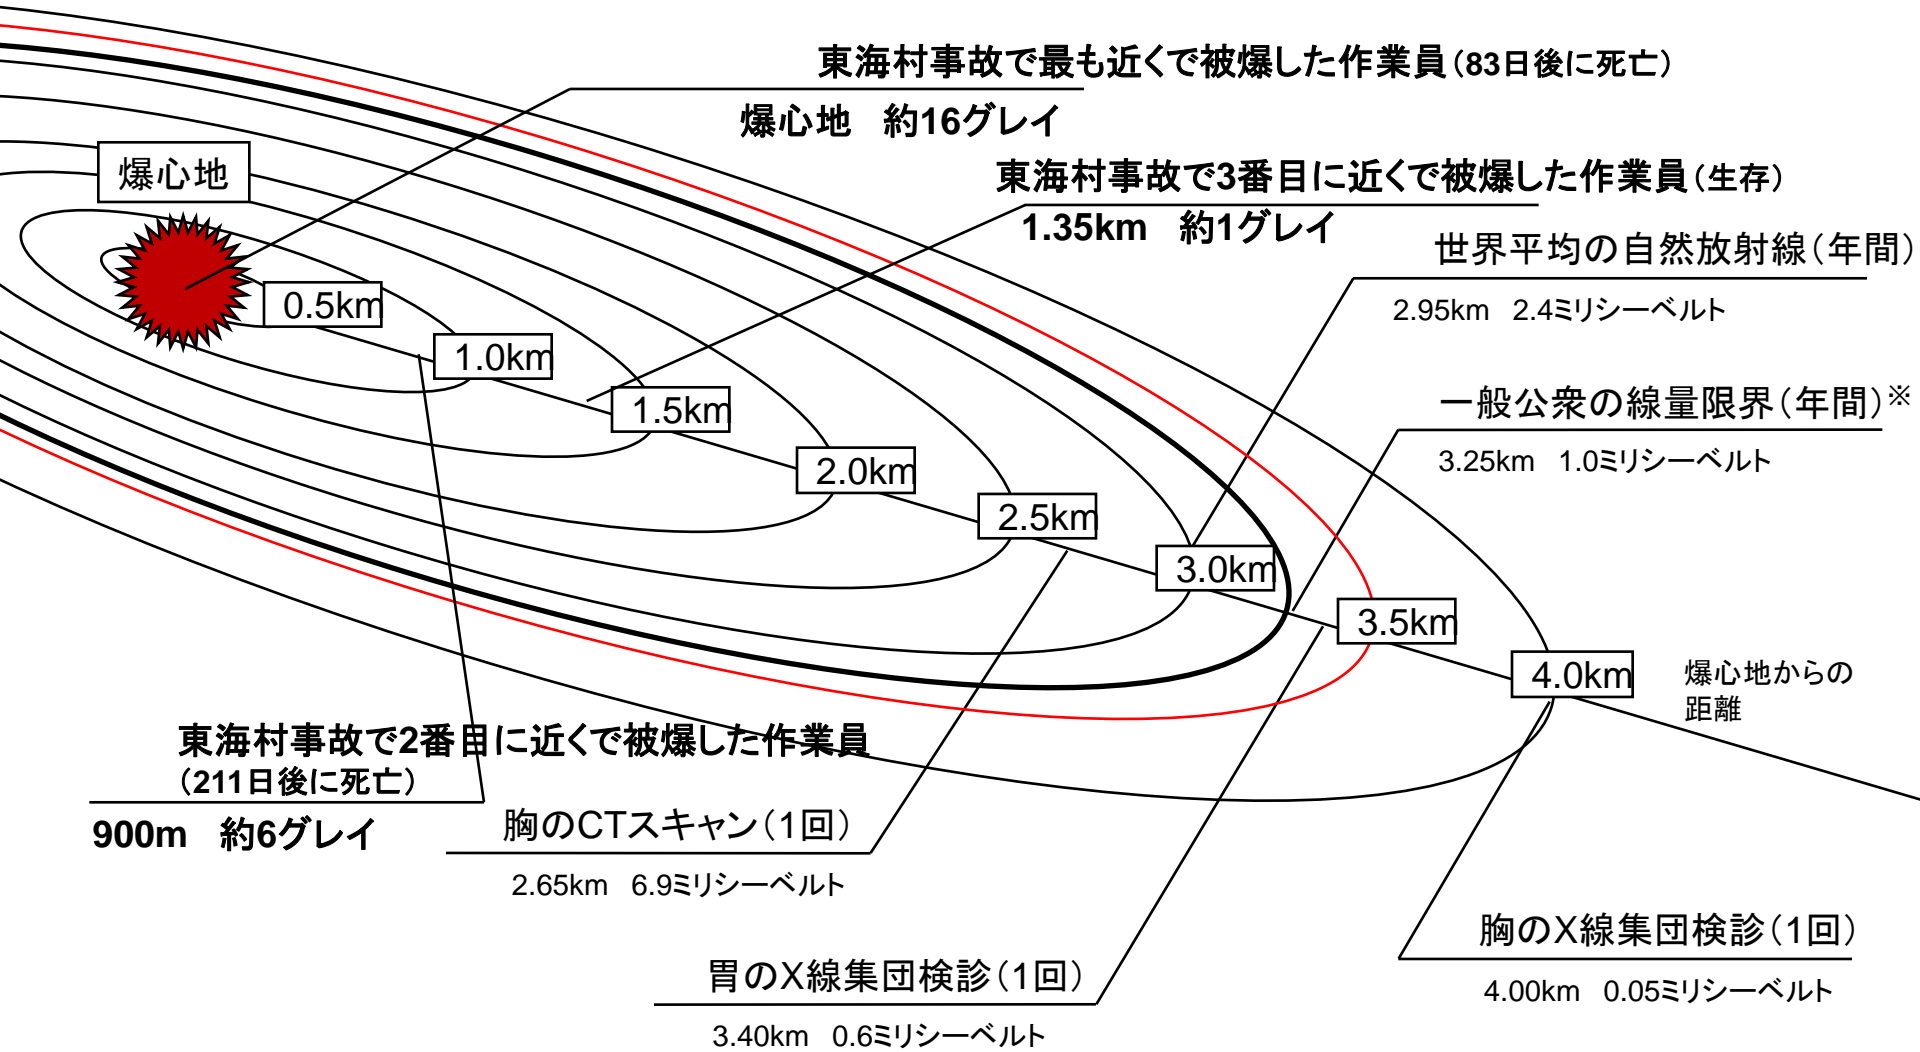 東海村事故で最も近くで被爆した作業員（83日後に死亡）
爆心地　約16グレイ
東海村事故で3番目に近くで被爆した作業員（生存）
1.35km　約1グレイ
世界平均の自然放射線（年間）
2.95km　2.4ミリシーベルト
一般公衆の線量限界（年間）※
3.25km　1.0ミリシーベルト
爆心地
0.5km
1.0km
1.5km
2.0km
2.5km
3.0km
3.5km
4.0km
爆心地からの
距離
東海村事故で2番目に近くで被爆した作業員
（211日後に死亡）
900m　約6グレイ
胸のCTスキャン（1回）
2.65km　6.9ミリシーベルト
胃のX線集団検診（1回）
3.40km　0.6ミリシーベルト
胸のX線集団検診（1回）
4.00km　0.05ミリシーベルト